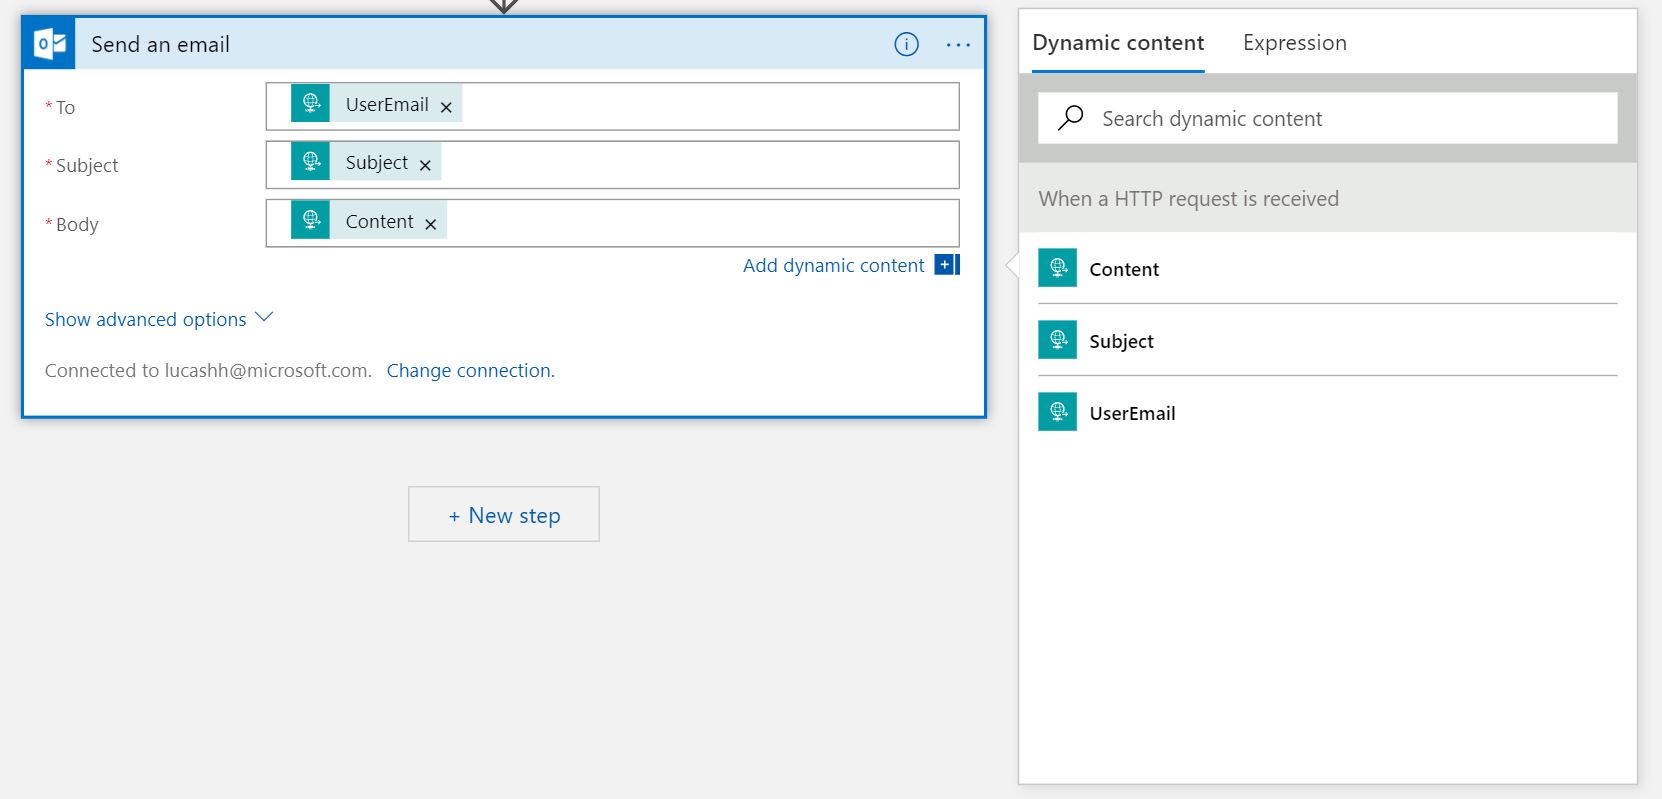 Send an email
* To
UserEmail ×
* Subject
Subject ×
* Body
Content ×
Add dynamic content
Show advanced options
Connected to lucashh@microsoft.com. Change connection.
+ New step
Dynamic content Expression
Search dynamic content
When a HTTP request is received
Content
Subject
UserEmail